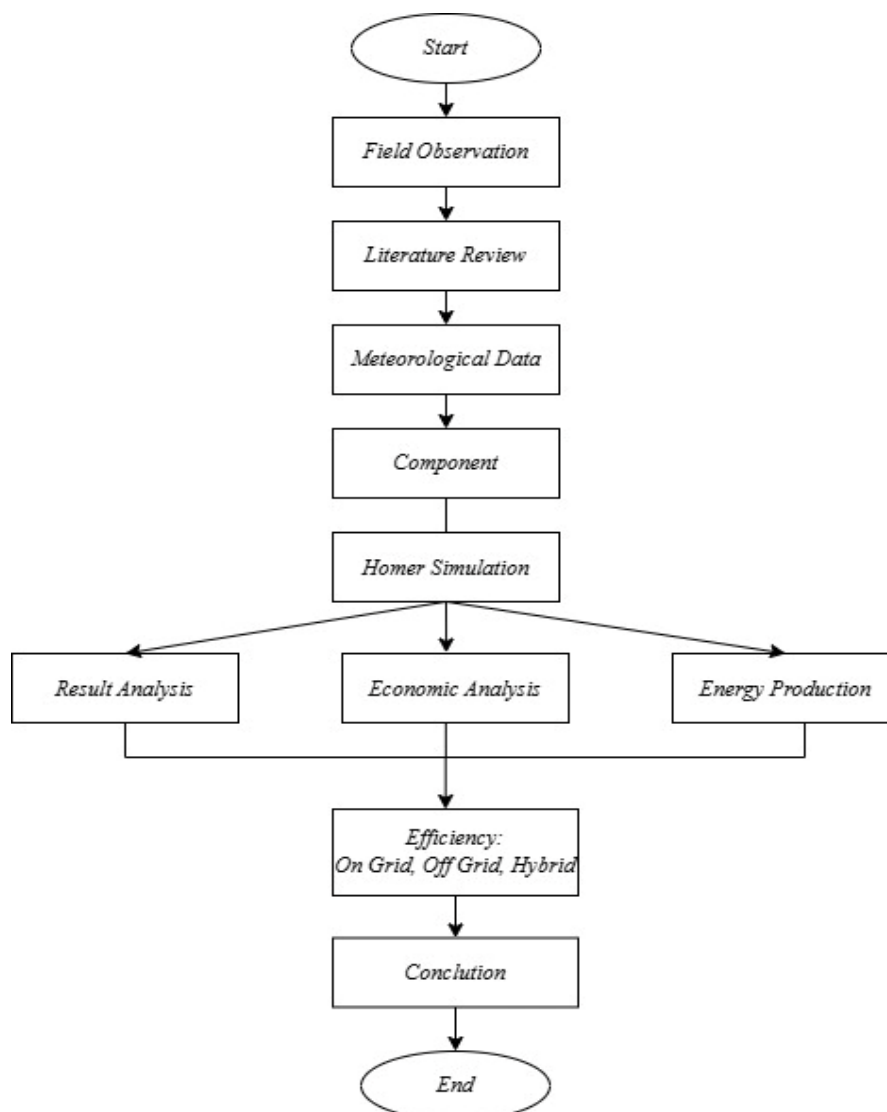 Start
Field Observation
Literature Review
Meteorological Data
Component
Homer Simulation
Result Analysis
Economic Analysis
Energy Production
Efficiency:
On Grid, Off Grid, Hybrid
Conclution
End